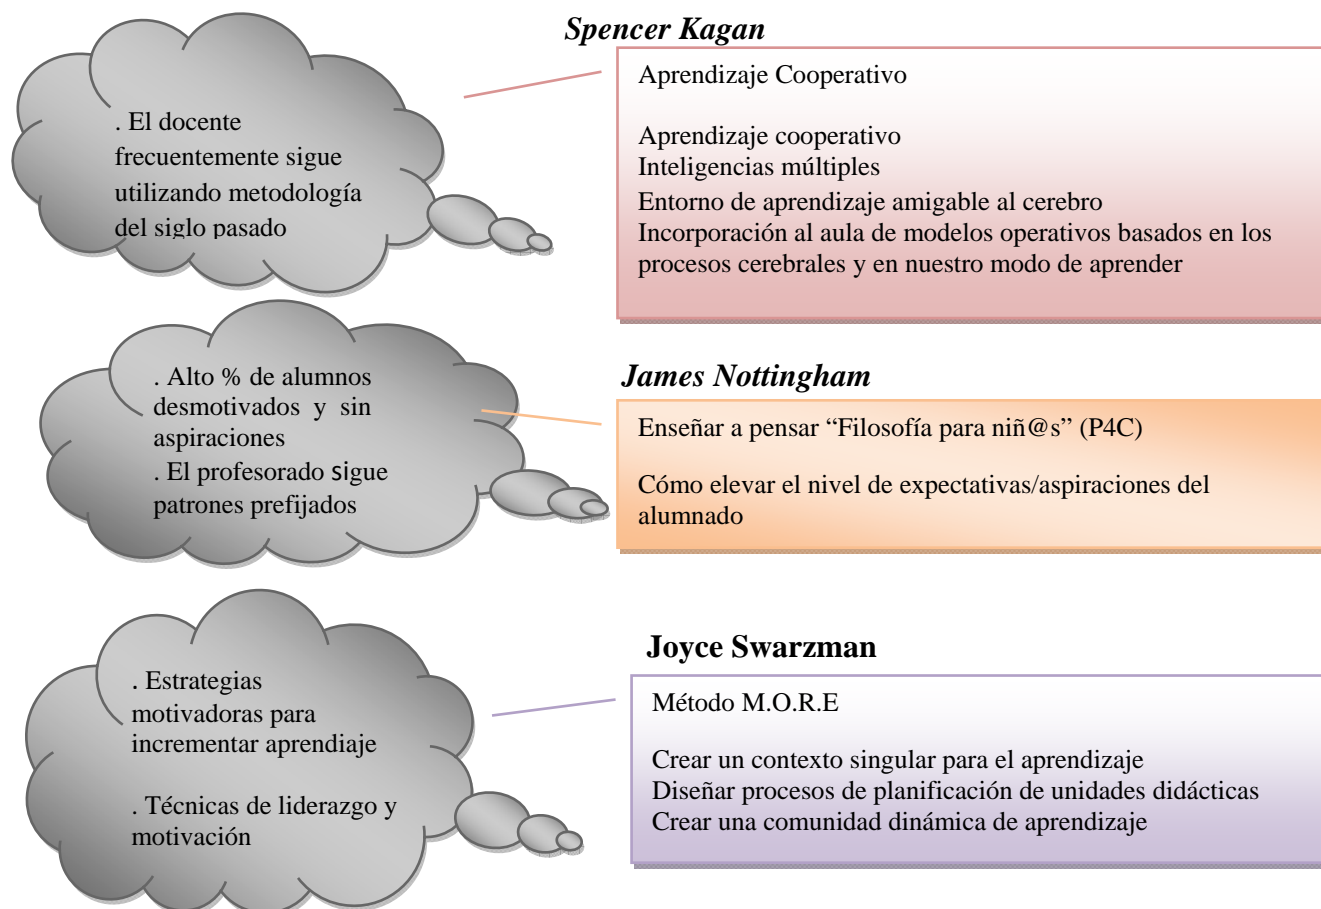 Spencer Kagan
. El docente
frecuentemente sigue
utilizando metodología
del siglo pasado
Aprendizaje Cooperativo
Aprendizaje cooperativo
Inteligencias múltiples
Entorno de aprendizaje amigable al cerebro
Incorporación al aula de modelos operativos basados en los
procesos cerebrales y en nuestro modo de aprender
James Nottingham
. Alto % de alumnos
desmotivados y sin
aspiraciones
. El profesorado sigue
patrones prefijados
Enseñar a pensar “Filosofía para niñ@s” (P4C)
Cómo elevar el nivel de expectativas/aspiraciones del
alumnado
Joyce Swarzman
. Estrategias
motivadoras para
incrementar aprendiaje
. Técnicas de liderazgo y
motivación
Método M.O.R.E
Crear un contexto singular para el aprendizaje
Diseñar procesos de planificación de unidades didácticas
Crear una comunidad dinámica de aprendizaje